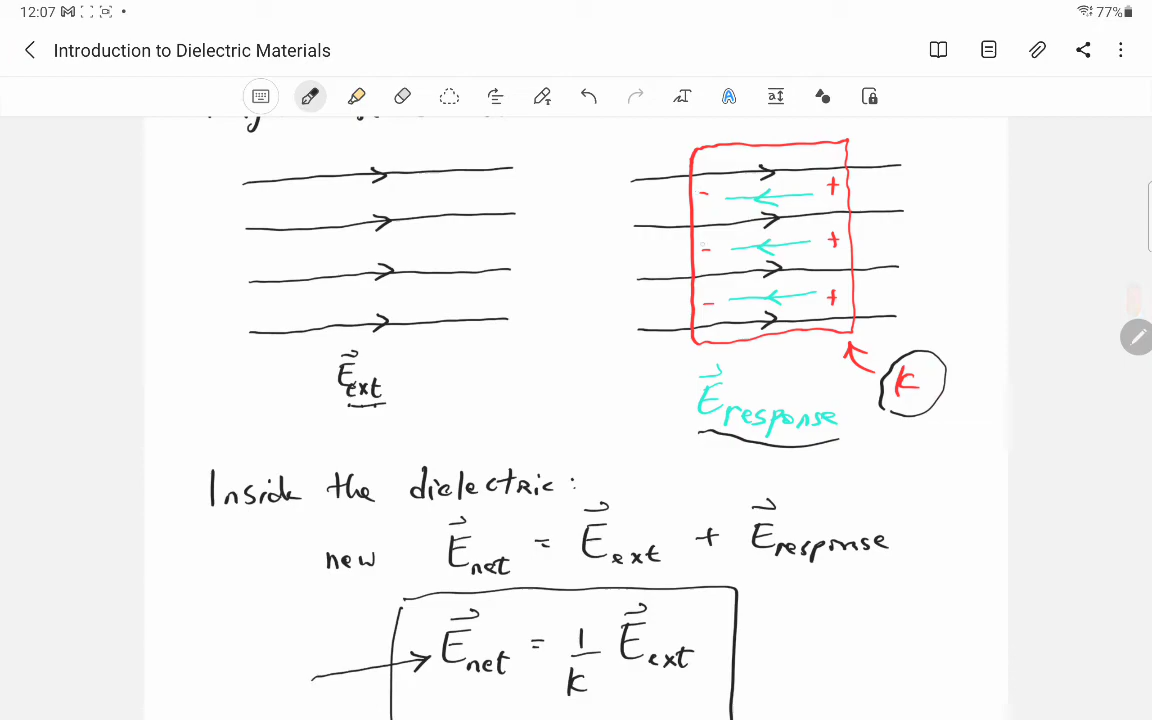 12:07
77%
Introduction to Dielectric Materials
- +
- +
- +
E⃗ext
E⃗response
K
Inside the dielectric:
new E⃗net = E⃗ext + E⃗response
E⃗net = 1/K E⃗ext